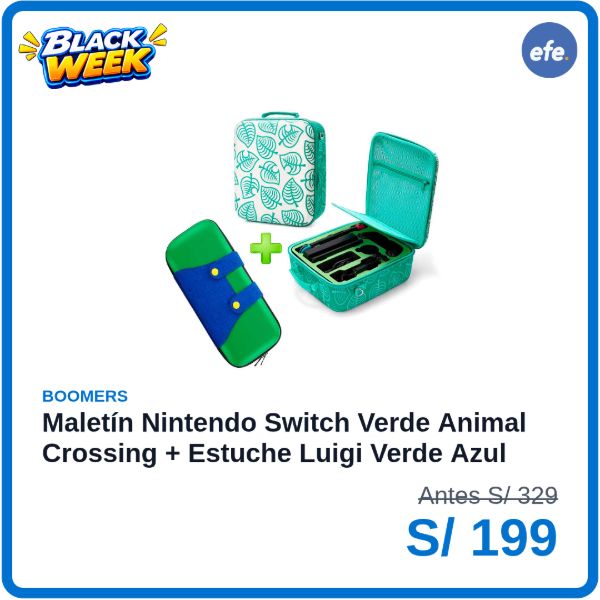 BLACK
WEEK
efe.
BOOMERS
Maletín Nintendo Switch Verde Animal
Crossing + Estuche Luigi Verde Azul
Antes S/ 329
S/ 199